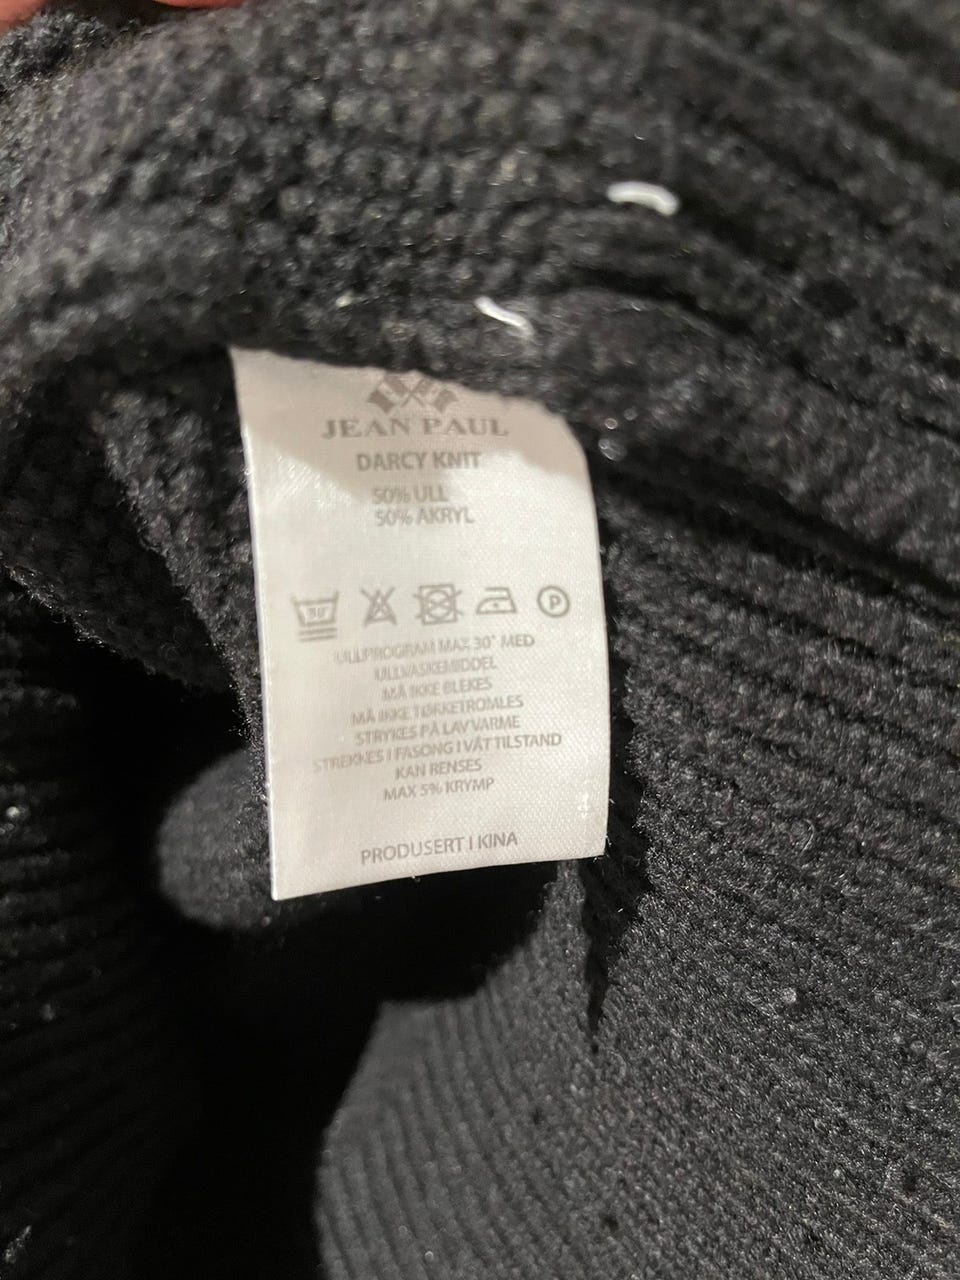 JEAN PAUL
DARCY KNIT
50% ULL
50% AKRYL
30°
P
ULLPROGRAM MAX 30° MED
ULLVASKEMIDDEL
MÅ IKKE BLEKES
MÅ IKKE TØRKETROMLES
STRYKES PÅ LAV VARME
STREKKES I FASONG I VÅT TILSTAND
KAN RENSES
MAX 5% KRYMP
PRODUSERT I KINA